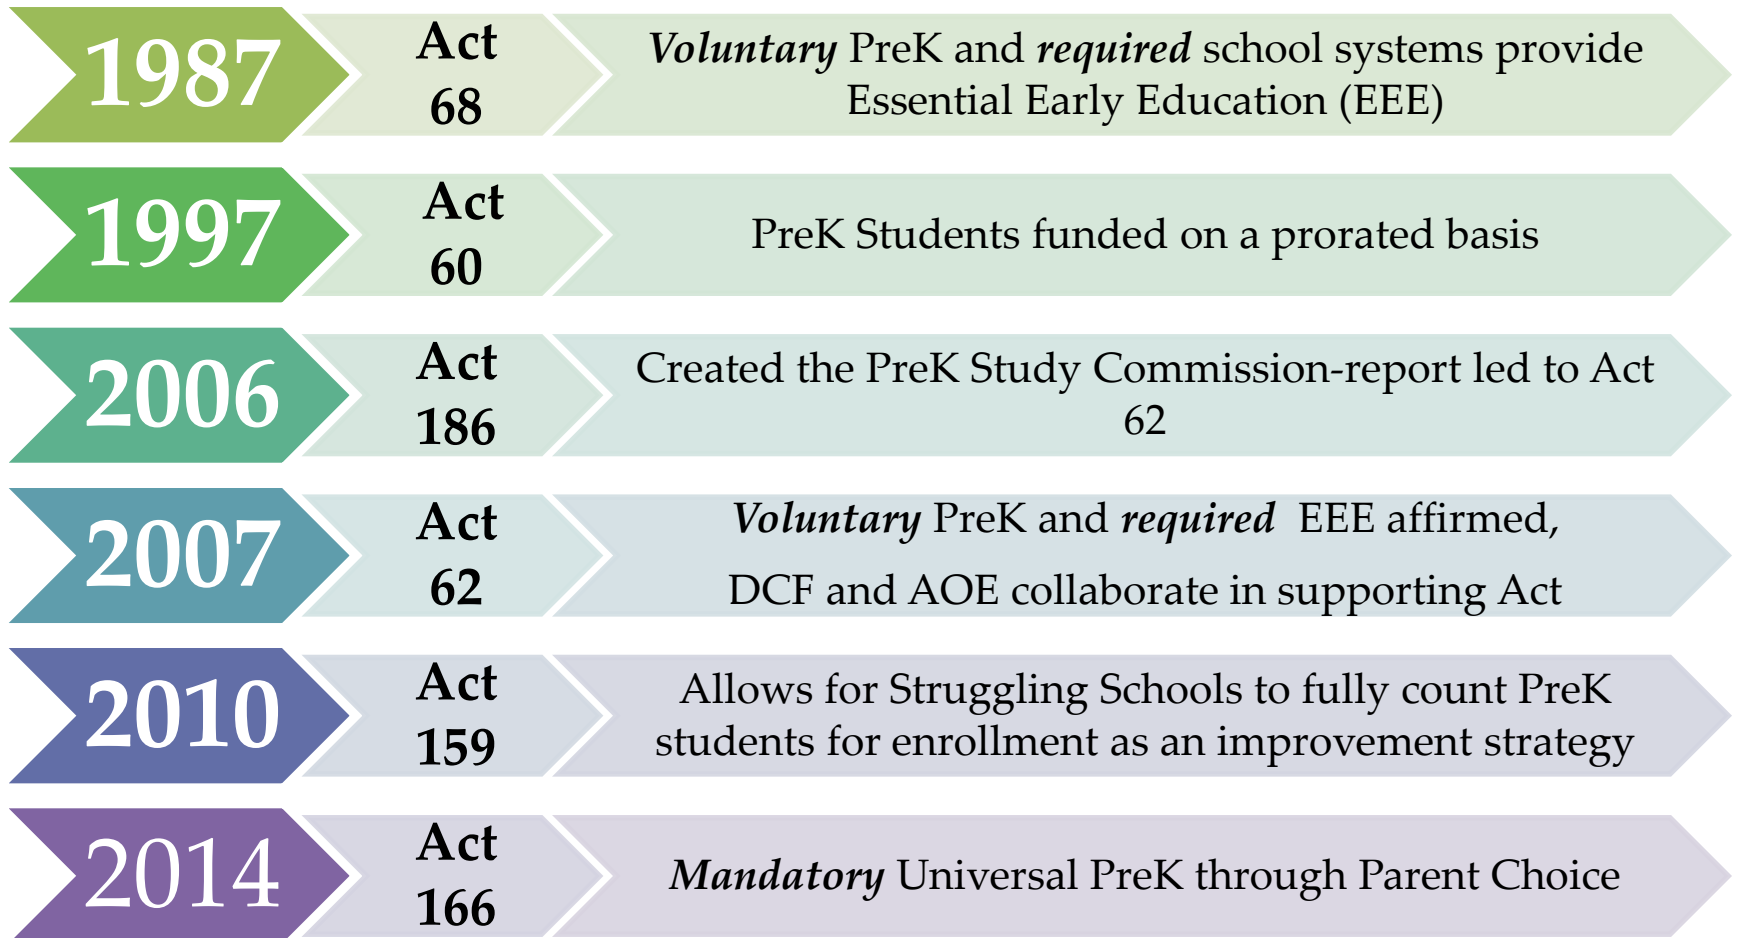 1987
Act
68
Voluntary PreK and required school systems provide
Essential Early Education (EEE)
1997
Act
60
PreK Students funded on a prorated basis
2006
Act
186
Created the PreK Study Commission-report led to Act
62
2007
Act
62
Voluntary PreK and required  EEE affirmed,
DCF and AOE collaborate in supporting Act
2010
Act
159
Allows for Struggling Schools to fully count PreK
students for enrollment as an improvement strategy
2014
Act
166
Mandatory Universal PreK through Parent Choice